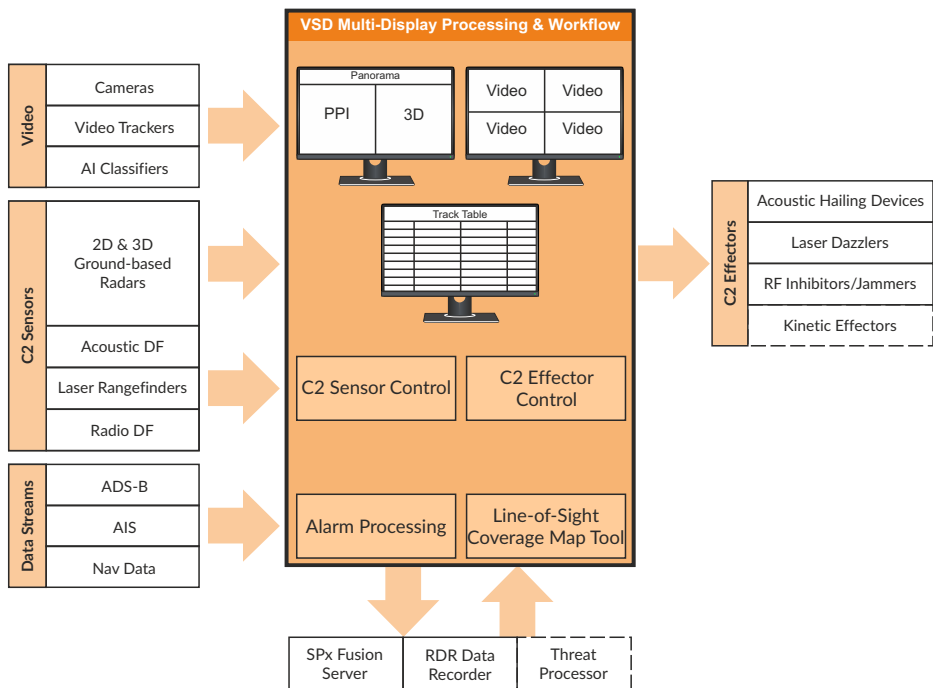 VSD Multi-Display Processing & Workflow
Video
Cameras
Video Trackers
AI Classifiers
Panorama
PPI
3D
Video
Video
Video
Video
C2 Sensors
2D & 3D
Ground-based
Radars
Acoustic DF
Laser Rangefinders
Radio DF
Track Table
C2 Effectors
Acoustic Hailing Devices
Laser Dazzlers
RF Inhibitors/Jammers
Kinetic Effectors
C2 Sensor Control
C2 Effector
Control
Data Streams
ADS-B
AIS
Nav Data
Alarm Processing
Line-of-Sight
Coverage Map Tool
SPx Fusion
Server
RDR Data
Recorder
Threat
Processor